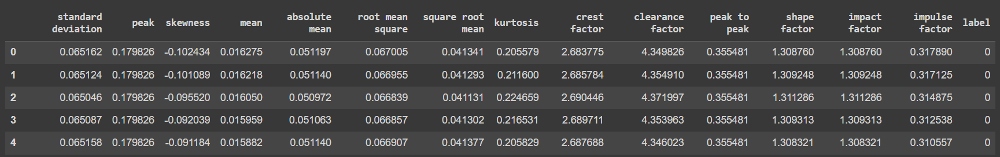 standard deviation peak skewness mean absolute mean root mean square square root mean kurtosis crest factor clearance factor peak to peak shape factor impact factor impulse factor label
0 0.065162 0.179826 -0.102434 0.016275 0.051197 0.067005 0.041341 0.205579 2.683775 4.349826 0.355481 1.308760 1.308760 0.317890 0
1 0.065124 0.179826 -0.101089 0.016218 0.051140 0.066955 0.041293 0.211600 2.685784 4.354910 0.355481 1.309248 1.309248 0.317125 0
2 0.065046 0.179826 -0.095520 0.016050 0.050972 0.066839 0.041131 0.224659 2.690446 4.371997 0.355481 1.311286 1.311286 0.314875 0
3 0.065087 0.179826 -0.092039 0.015959 0.051063 0.066857 0.041302 0.216531 2.689711 4.353963 0.355481 1.309313 1.309313 0.312538 0
4 0.065158 0.179826 -0.091184 0.015882 0.051140 0.066907 0.041377 0.205829 2.687688 4.346023 0.355481 1.308321 1.308321 0.310557 0